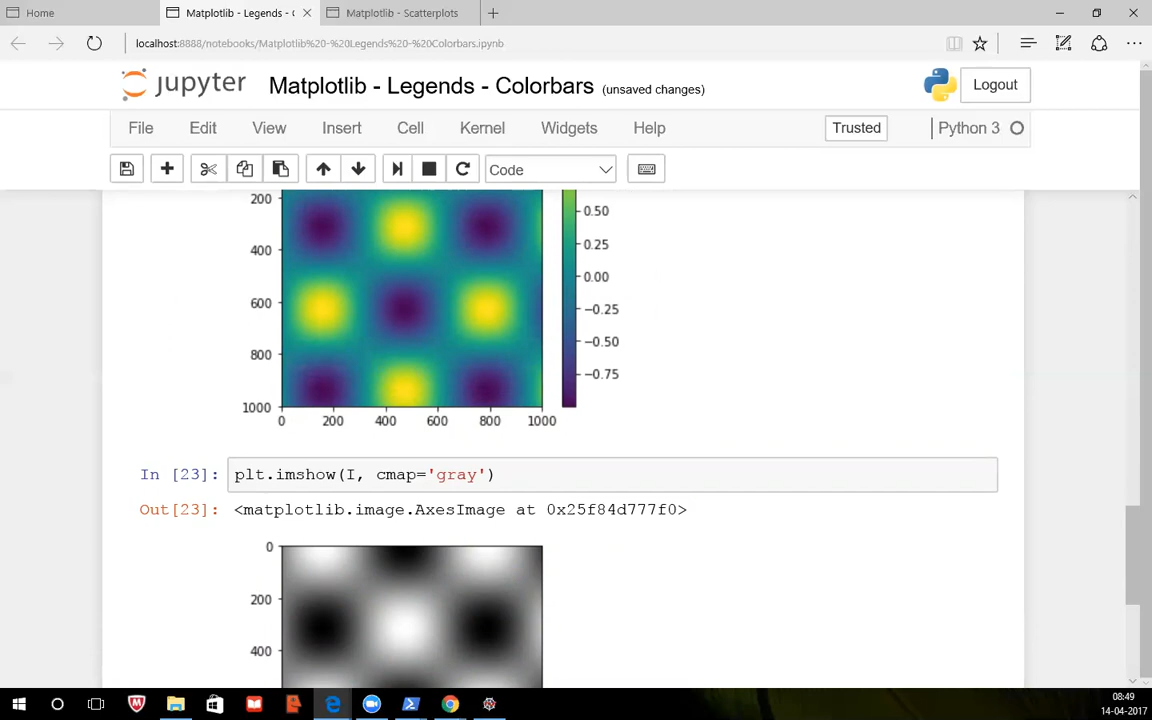 Home
Matplotlib - Legends - C
Matplotlib - Scatterplots
localhost:8888/notebooks/Matplotlib%20-%20Legends%20-%20Colorbars.ipynb
jupyter
Matplotlib - Legends - Colorbars (unsaved changes)
Logout
File Edit View Insert Cell Kernel Widgets Help
Trusted
Python 3
Code
200
400
600
800
1000
0 200 400 600 800 1000
0.50
0.25
0.00
−0.25
−0.50
−0.75
In [23]: plt.imshow(I, cmap='gray')
Out[23]: <matplotlib.image.AxesImage at 0x25f84d777f0>
0
200
400
08:49
14-04-2017